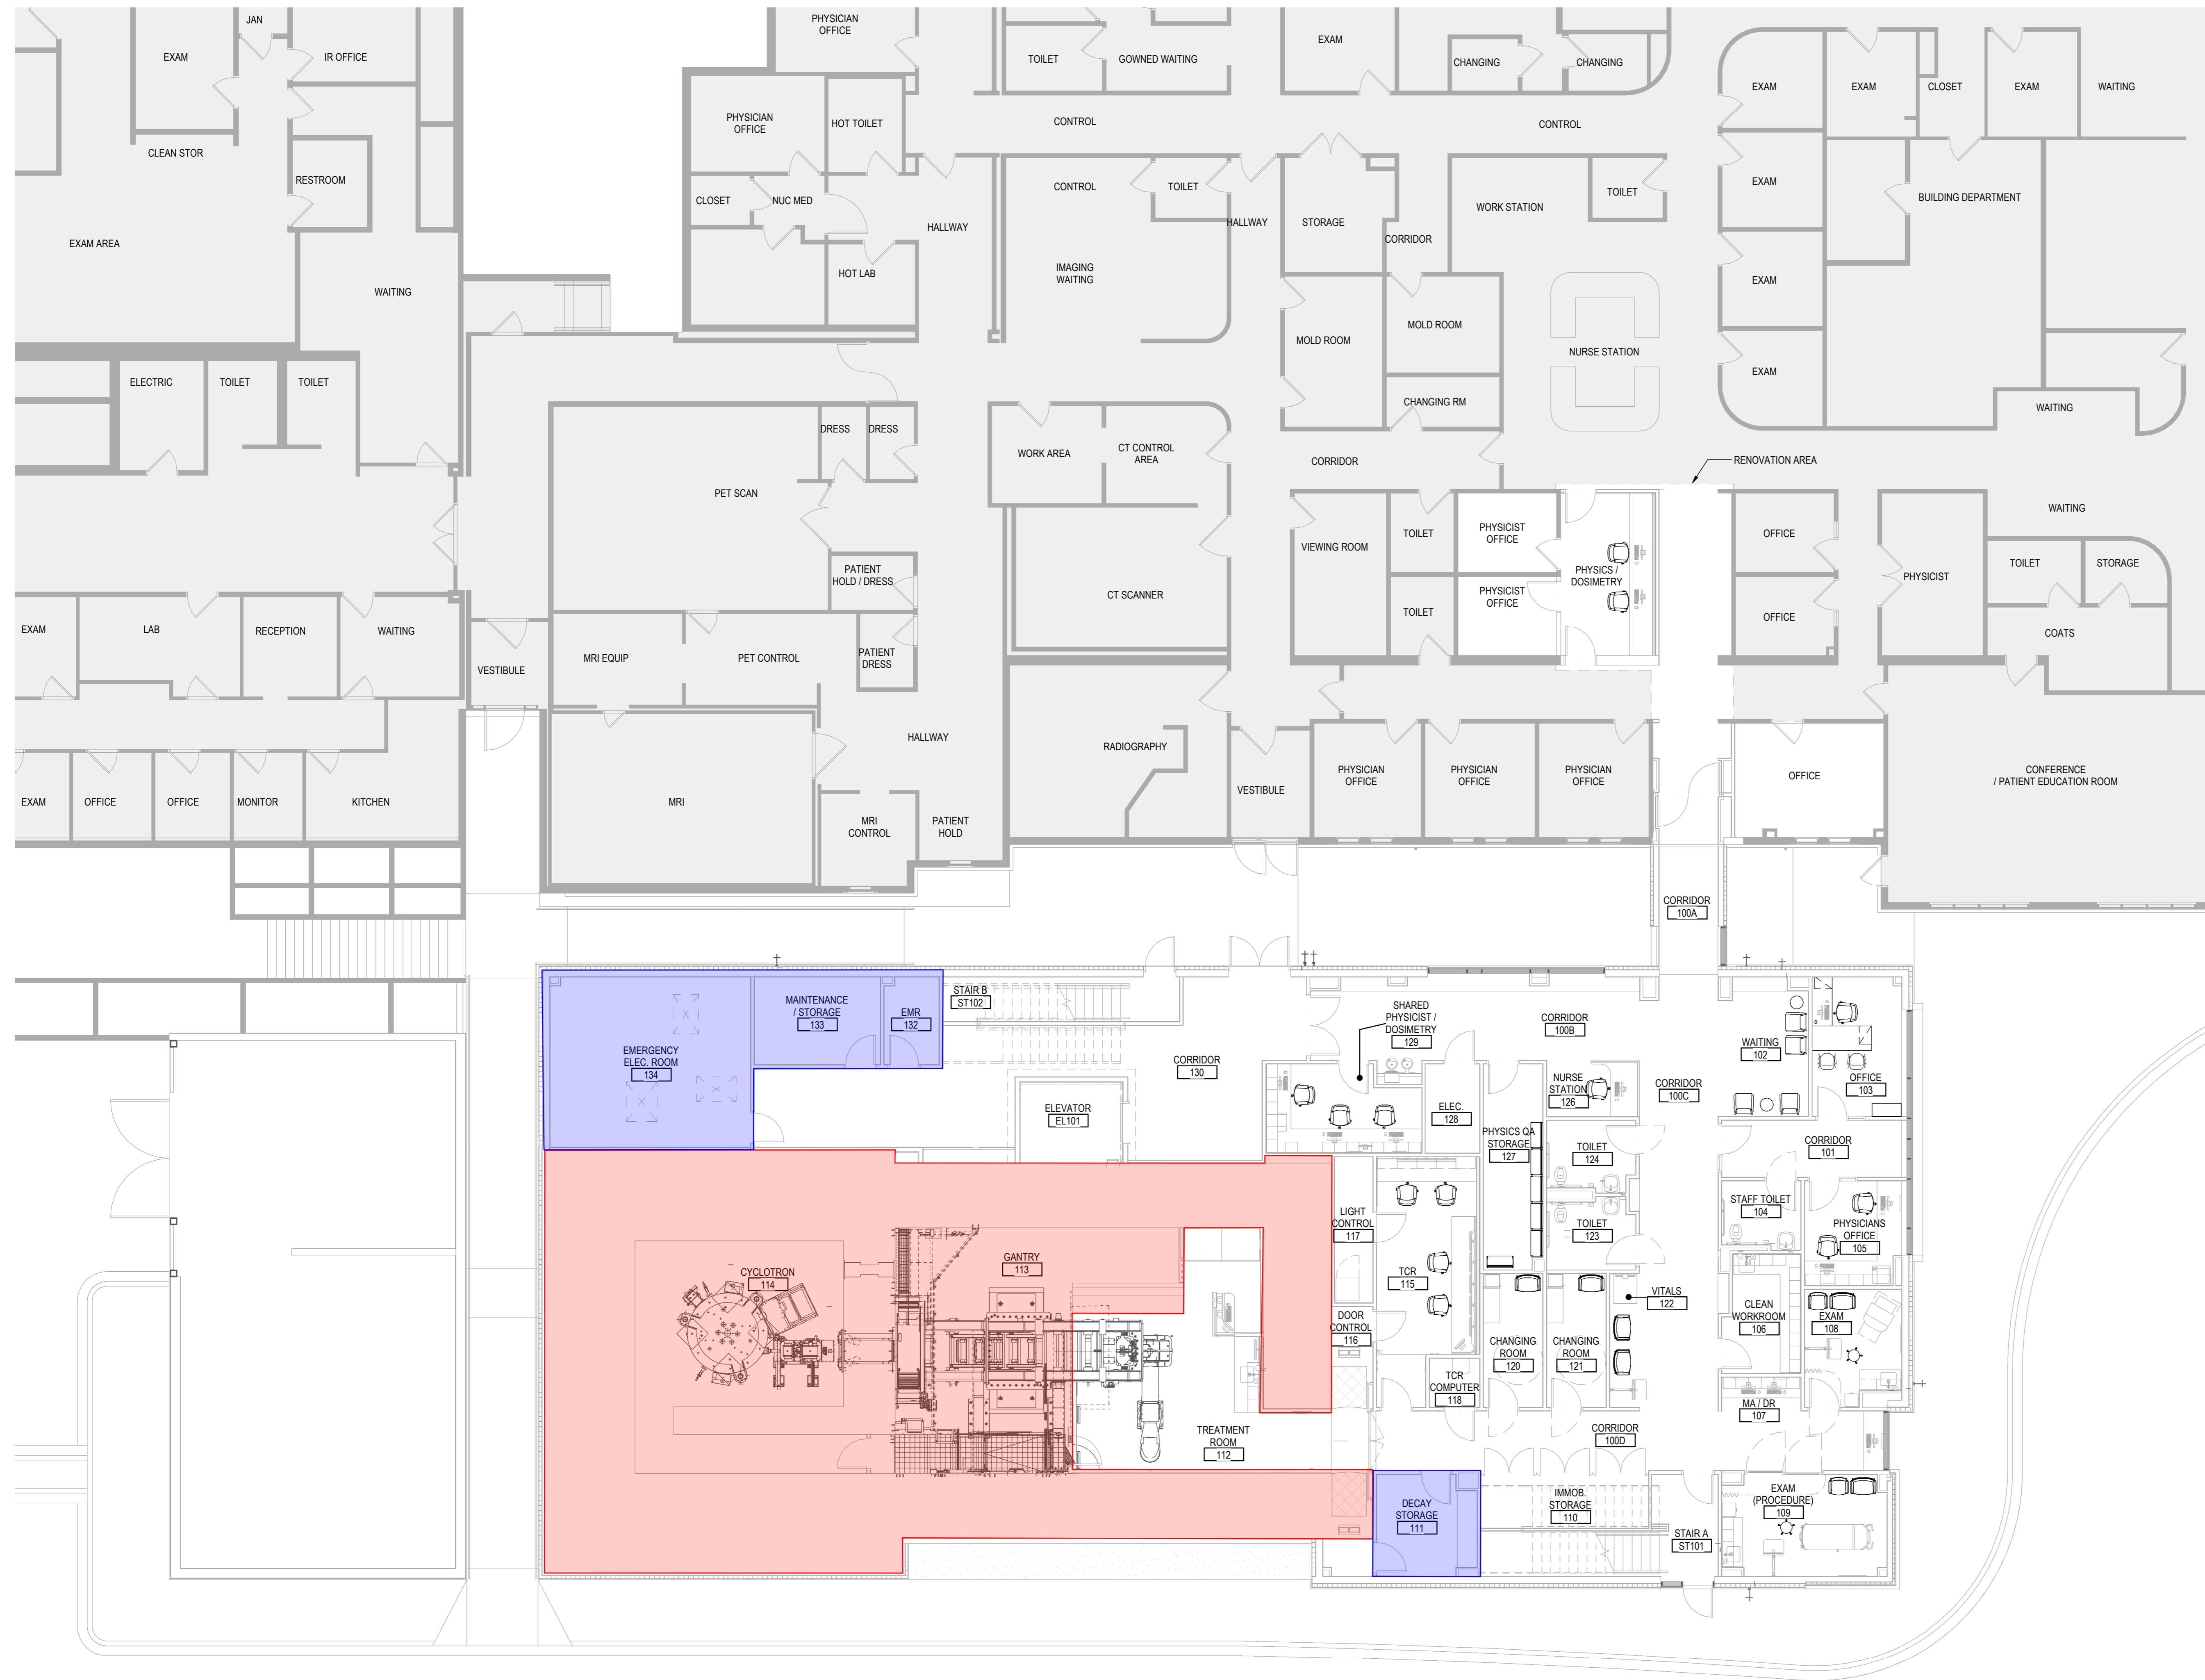 JAN
EXAM
IR OFFICE
CLEAN STOR
RESTROOM
EXAM AREA
WAITING
PHYSICIAN
OFFICE
TOILET
GOWNED WAITING
EXAM
CHANGING
CHANGING
EXAM
EXAM
CLOSET
EXAM
WAITING
PHYSICIAN
OFFICE
HOT TOILET
CONTROL
CONTROL
CLOSET
NUC MED
HALLWAY
HOT LAB
CONTROL
TOILET
HALLWAY
STORAGE
CORRIDOR
WORK STATION
TOILET
EXAM
BUILDING DEPARTMENT
IMAGING
WAITING
EXAM
MOLD ROOM
MOLD ROOM
NURSE STATION
EXAM
CHANGING RM
WAITING
ELECTRIC
TOILET
TOILET
DRESS
DRESS
WORK AREA
CT CONTROL
AREA
CORRIDOR
RENOVATION AREA
PET SCAN
WAITING
VIEWING ROOM
TOILET
PHYSICIST
OFFICE
PHYSICS /
DOSIMETRY
OFFICE
PHYSICIST
TOILET
STORAGE
PATIENT
HOLD / DRESS
CT SCANNER
TOILET
PHYSICIST
OFFICE
OFFICE
COATS
EXAM
LAB
RECEPTION
WAITING
VESTIBULE
MRI EQUIP
PET CONTROL
PATIENT
DRESS
HALLWAY
RADIOGRAPHY
VESTIBULE
PHYSICIAN
OFFICE
PHYSICIAN
OFFICE
PHYSICIAN
OFFICE
OFFICE
CONFERENCE
/ PATIENT EDUCATION ROOM
EXAM
OFFICE
OFFICE
MONITOR
KITCHEN
MRI
MRI
CONTROL
PATIENT
HOLD
CORRIDOR
100A
STAIR B
ST102
MAINTENANCE
/ STORAGE
133
EMR
132
SHARED
PHYSICIST /
DOSIMETRY
129
CORRIDOR
100B
WAITING
102
EMERGENCY
ELEC. ROOM
134
CORRIDOR
130
NURSE
STATION
126
CORRIDOR
100C
OFFICE
103
ELEVATOR
EL101
ELEC.
128
PHYSICS QA
STORAGE
127
TOILET
124
CORRIDOR
101
STAFF TOILET
104
LIGHT
CONTROL
117
TOILET
123
PHYSICIANS
OFFICE
105
GANTRY
113
CYCLOTRON
114
TCR
115
VITALS
122
CLEAN
WORKROOM
106
EXAM
108
DOOR
CONTROL
116
CHANGING
ROOM
120
CHANGING
ROOM
121
TCR
COMPUTER
118
MA / DR
107
TREATMENT
ROOM
112
CORRIDOR
100D
DECAY
STORAGE
111
IMMOB.
STORAGE
110
EXAM
(PROCEDURE)
109
STAIR A
ST101